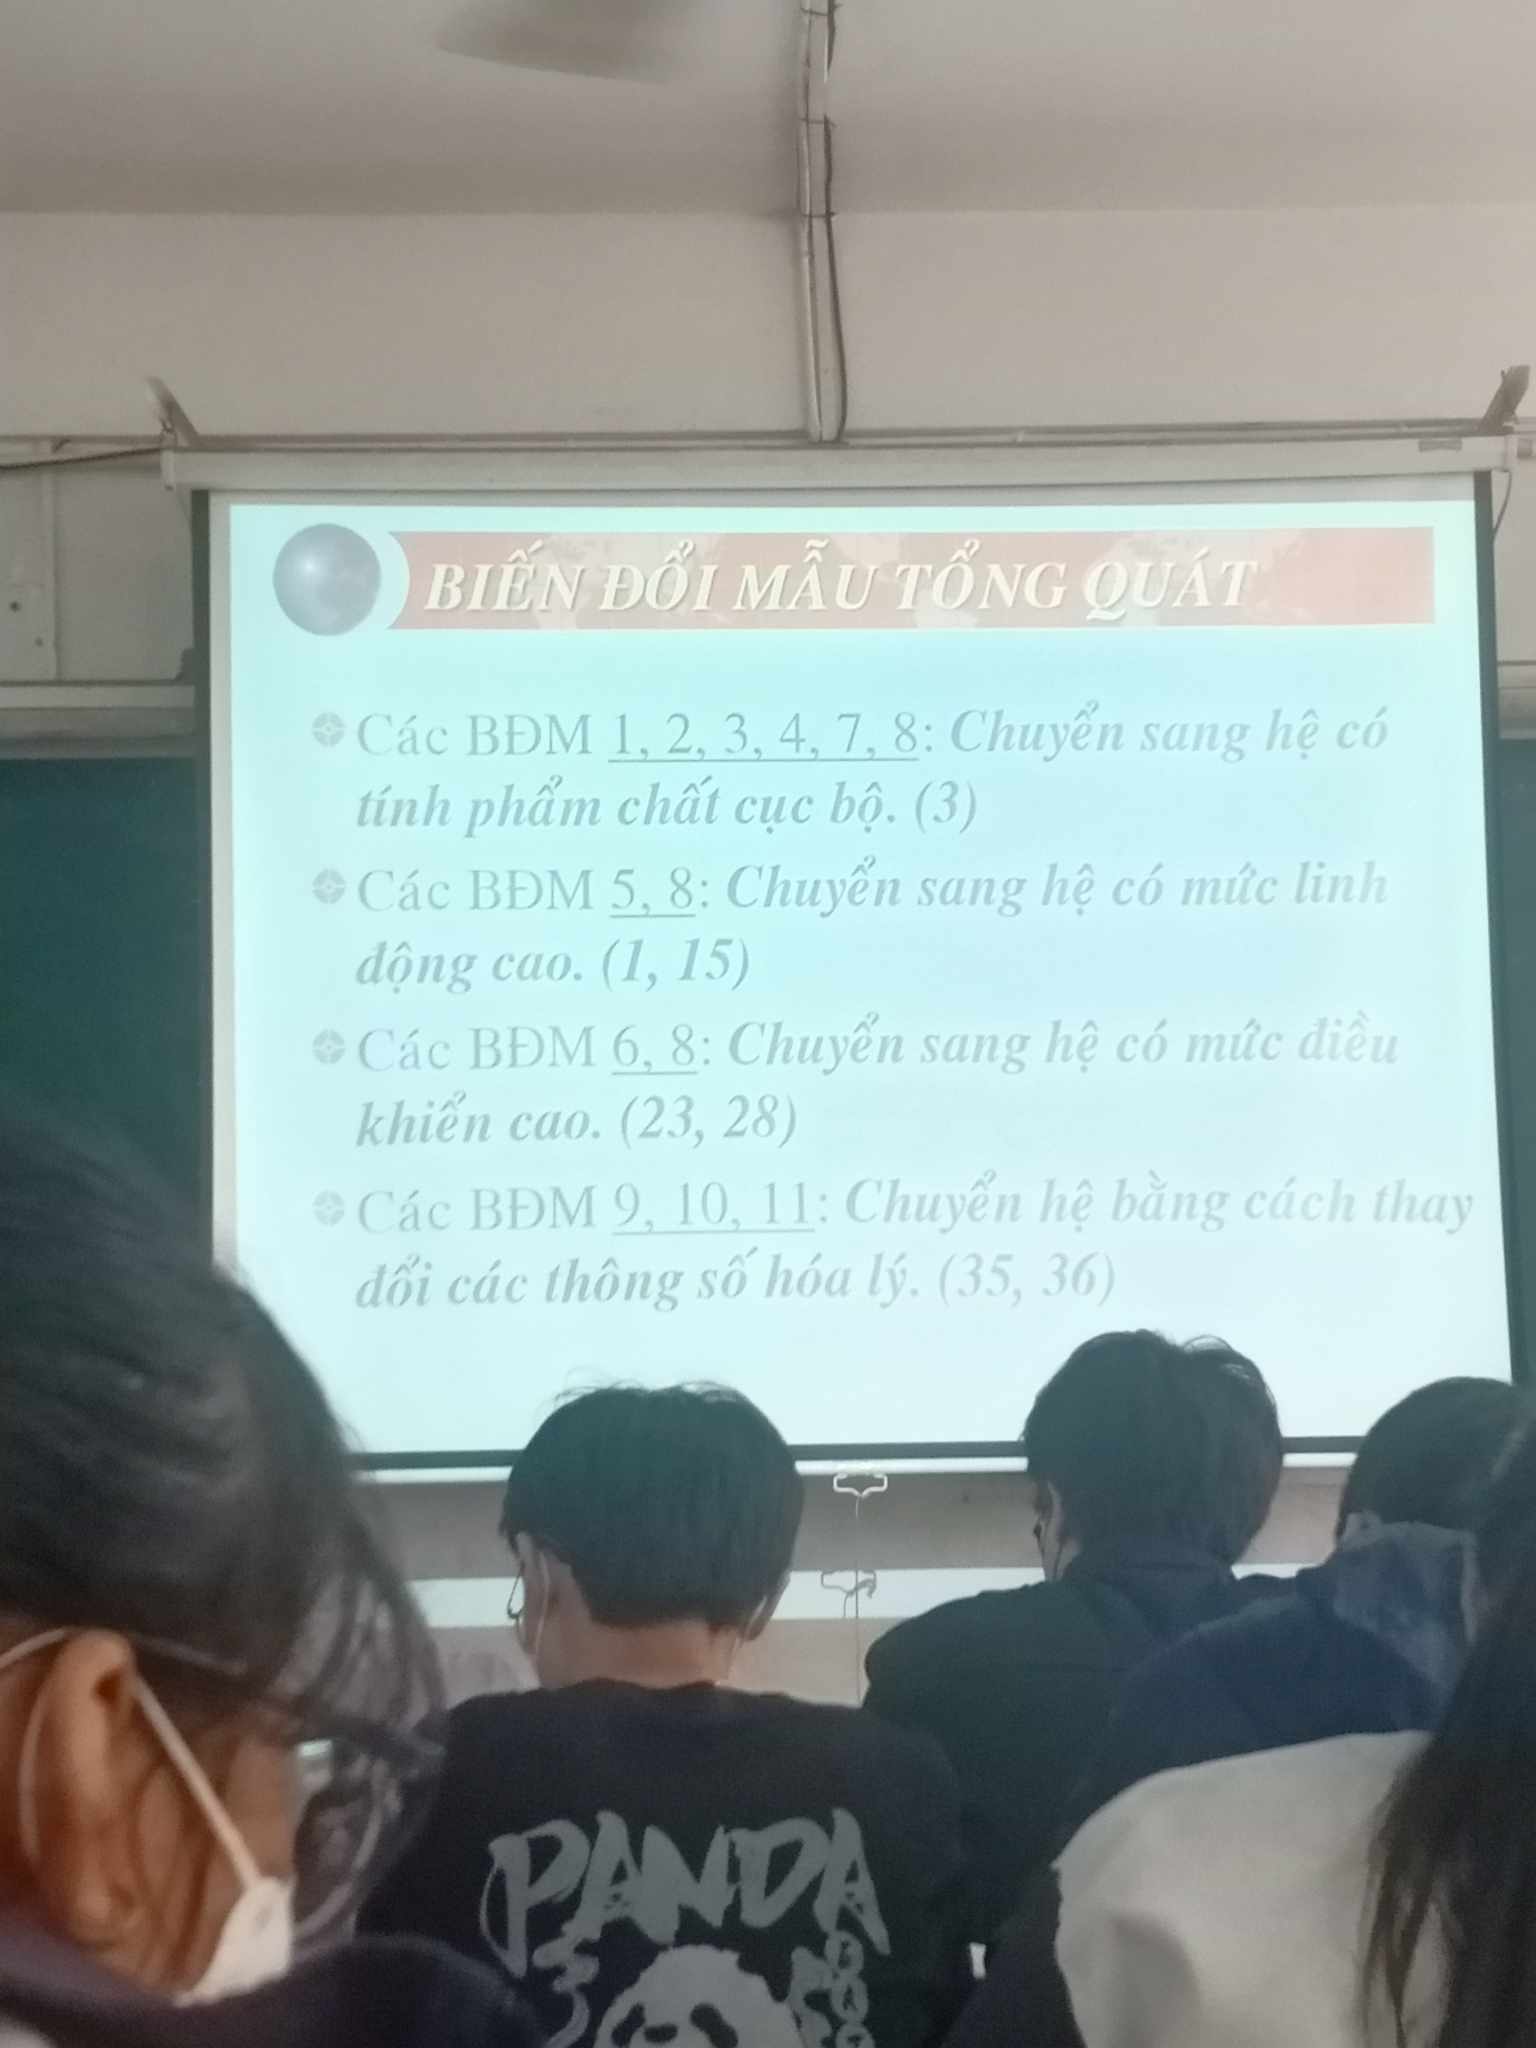 BIẾN ĐỔI MẪU TỔNG QUÁT
Các BĐM 1, 2, 3, 4, 7, 8: Chuyển sang hệ có
tính phẩm chất cục bộ. (3)
Các BĐM 5, 8: Chuyển sang hệ có mức linh
động cao. (1, 15)
Các BĐM 6, 8: Chuyển sang hệ có mức điều
khiển cao. (23, 28)
Các BĐM 9, 10, 11: Chuyển hệ bằng cách thay
đổi các thông số hóa lý. (35, 36)
PANDA